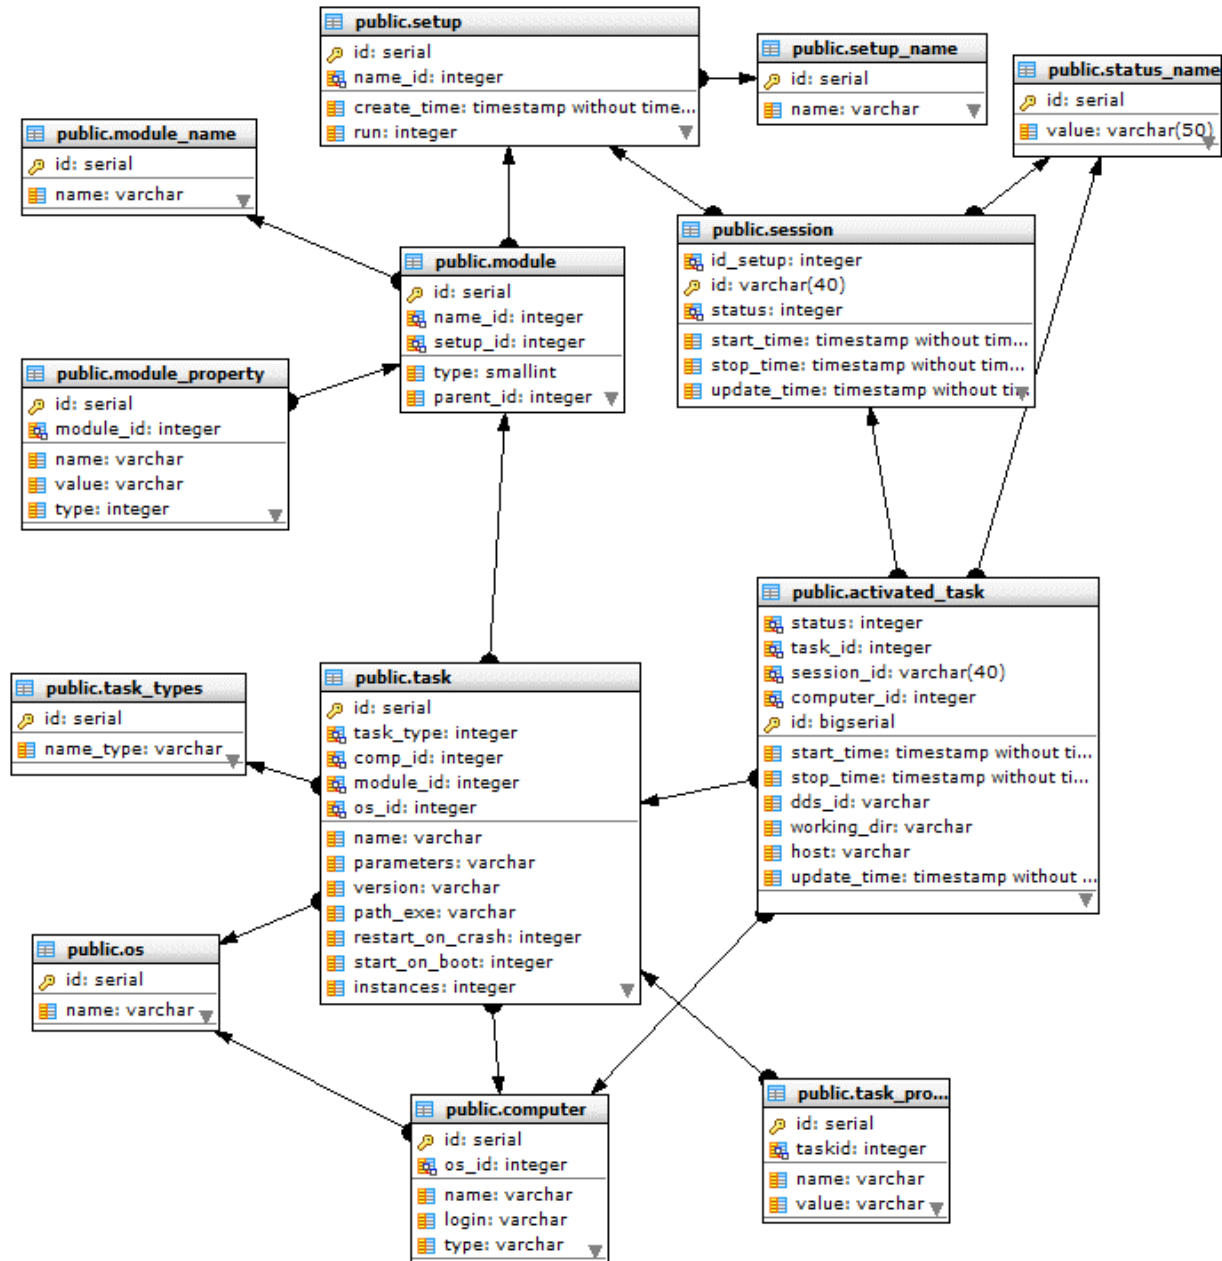 public.setup
id: serial
name_id: integer
create_time: timestamp without time...
run: integer
public.setup_name
id: serial
name: varchar
public.status_name
id: serial
value: varchar(50)
public.module_name
id: serial
name: varchar
public.session
id_setup: integer
id: varchar(40)
status: integer
start_time: timestamp without tim...
stop_time: timestamp without tim...
update_time: timestamp without ti
public.module
id: serial
name_id: integer
setup_id: integer
type: smallint
parent_id: integer
public.module_property
id: serial
module_id: integer
name: varchar
value: varchar
type: integer
public.activated_task
status: integer
task_id: integer
session_id: varchar(40)
computer_id: integer
id: bigserial
start_time: timestamp without ti...
stop_time: timestamp without ti...
dds_id: varchar
working_dir: varchar
host: varchar
update_time: timestamp without ...
public.task
id: serial
task_type: integer
comp_id: integer
module_id: integer
os_id: integer
name: varchar
parameters: varchar
version: varchar
path_exe: varchar
restart_on_crash: integer
start_on_boot: integer
instances: integer
public.task_types
id: serial
name_type: varchar
public.os
id: serial
name: varchar
public.computer
id: serial
os_id: integer
name: varchar
login: varchar
type: varchar
public.task_pro...
id: serial
taskid: integer
name: varchar
value: varchar